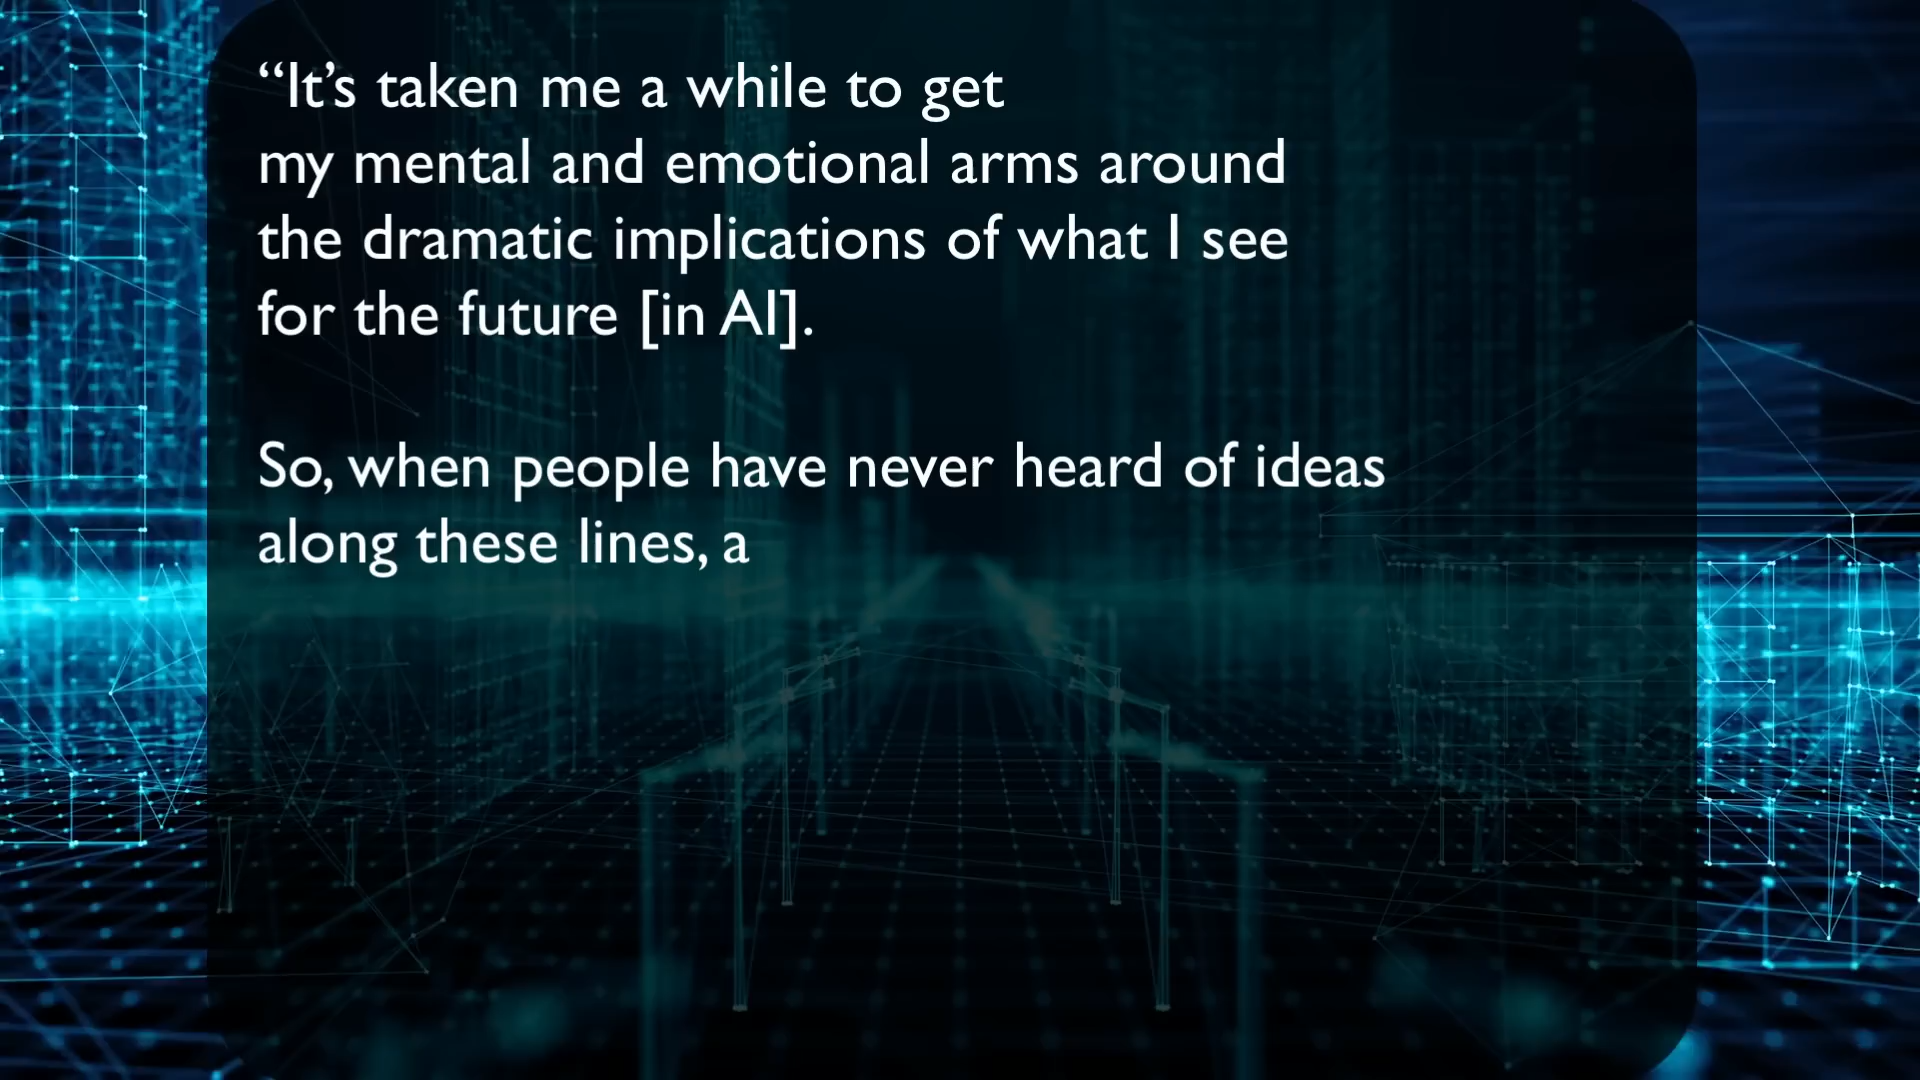 “It’s taken me a while to get
my mental and emotional arms around
the dramatic implications of what I see
for the future [in AI].
So, when people have never heard of ideas
along these lines, a